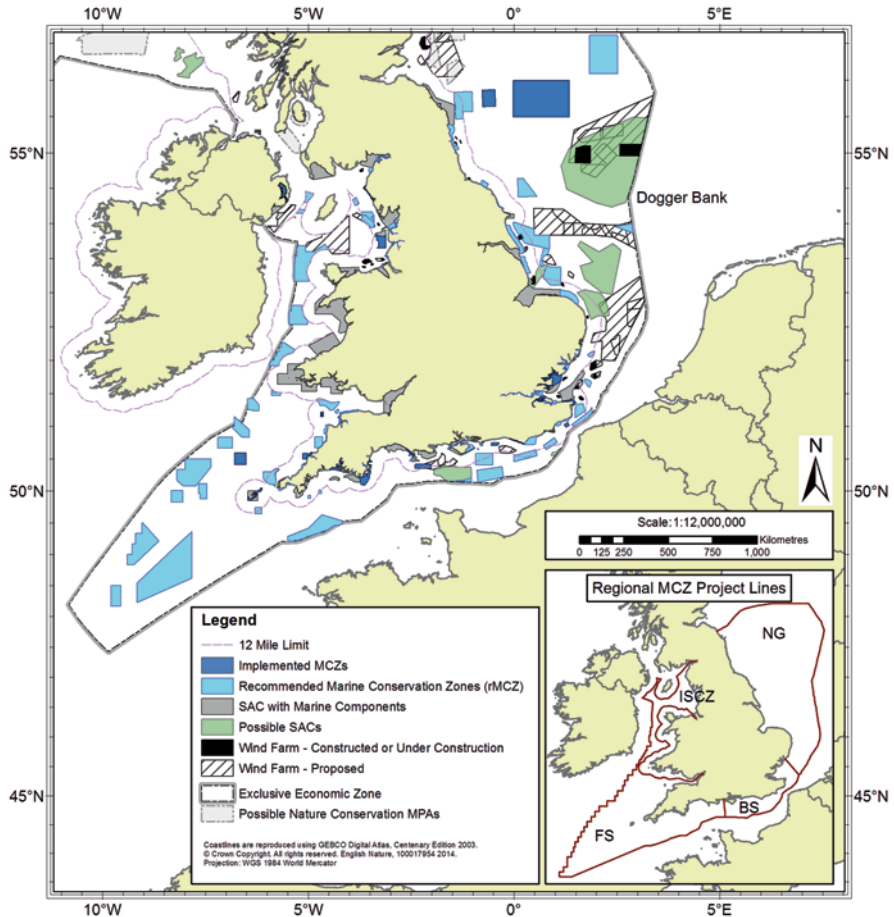 10°W 5°W 0° 5°E
55°N 55°N
Dogger Bank
N
50°N 50°N
Scale:1:12,000,000
Kilometres
0 125 250 500 750 1,000
Regional MCZ Project Lines
NG
ISCZ
BS
FS
Legend
12 Mile Limit
Implemented MCZs
Recommended Marine Conservation Zones (rMCZ)
SAC with Marine Components
Possible SACs
Wind Farm - Constructed or Under Construction
Wind Farm - Proposed
Exclusive Economic Zone
Possible Nature Conservation MPAs
Coastlines are reproduced using GEBCO Digital Atlas, Centenary Edition 2003.
© Crown Copyright. All rights reserved. English Nature, 100017954 2014.
Projection: WGS 1984 World Mercator
45°N 45°N
10°W 5°W 0° 5°E